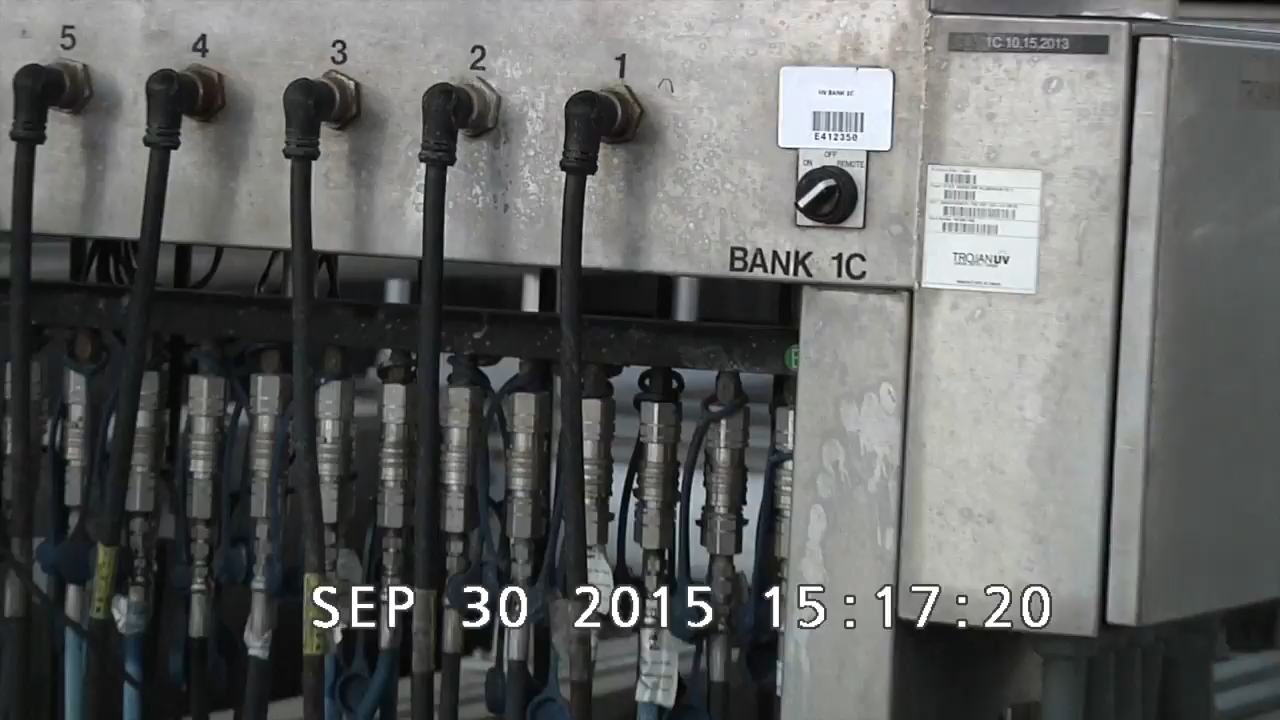 5 4 3 2 1
1C 10.15.2013
UV BANK 1C
E412350
OFF
ON REMOTE
BANK 1C
TROJANUV
SEP 30 2015 15:17:20